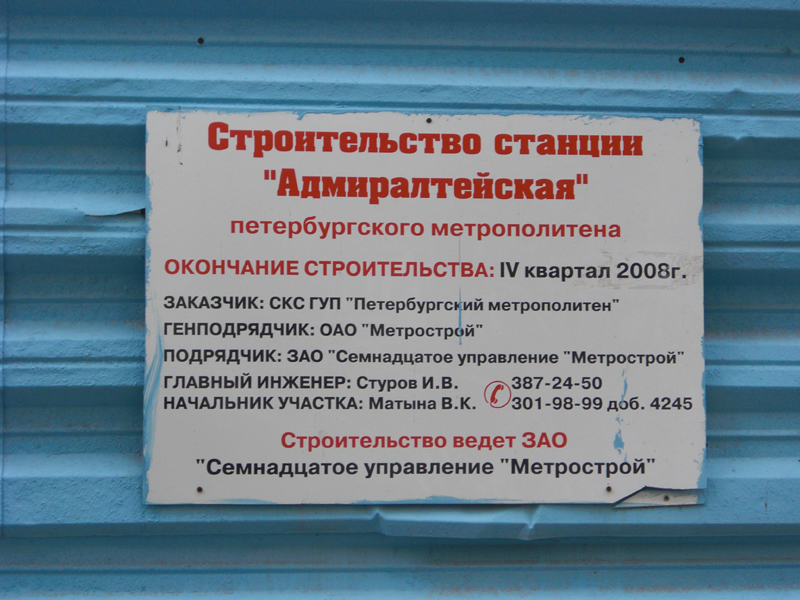 Строительство станции
"Адмиралтейская"
петербургского метрополитена
ОКОНЧАНИЕ СТРОИТЕЛЬСТВА: IV квартал 2008г.
ЗАКАЗЧИК: СКС ГУП "Петербургский метрополитен"
ГЕНПОДРЯДЧИК: ОАО "Метрострой"
ПОДРЯДЧИК: ЗАО "Семнадцатое управление "Метрострой"
ГЛАВНЫЙ ИНЖЕНЕР: Стуров И.В. 387-24-50
НАЧАЛЬНИК УЧАСТКА: Матына В.К. 301-98-99 доб. 4245
Строительство ведет ЗАО
"Семнадцатое управление "Метрострой"